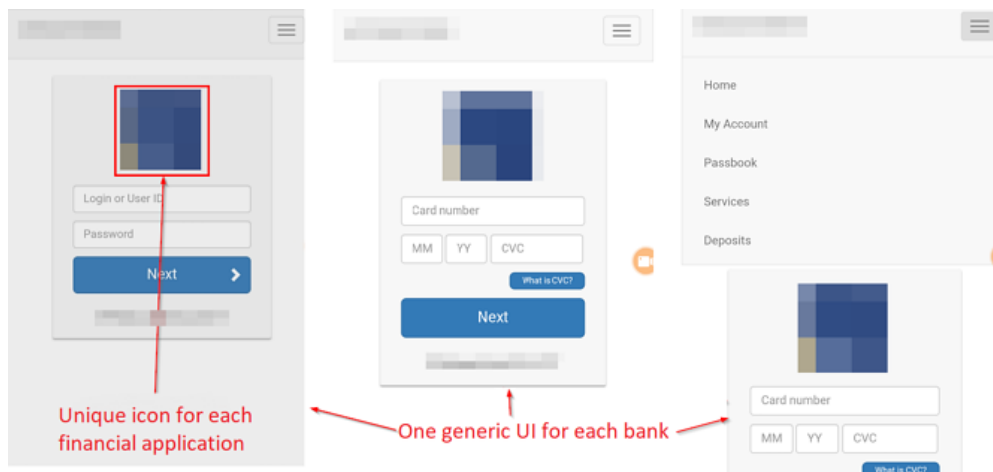 Login or User ID
Password
Next
Unique icon for each
financial application
Card number
MM YY CVC
What is CVC?
Next
One generic UI for each bank
Home
My Account
Passbook
Services
Deposits
Card number
MM YY CVC
What is CVC?